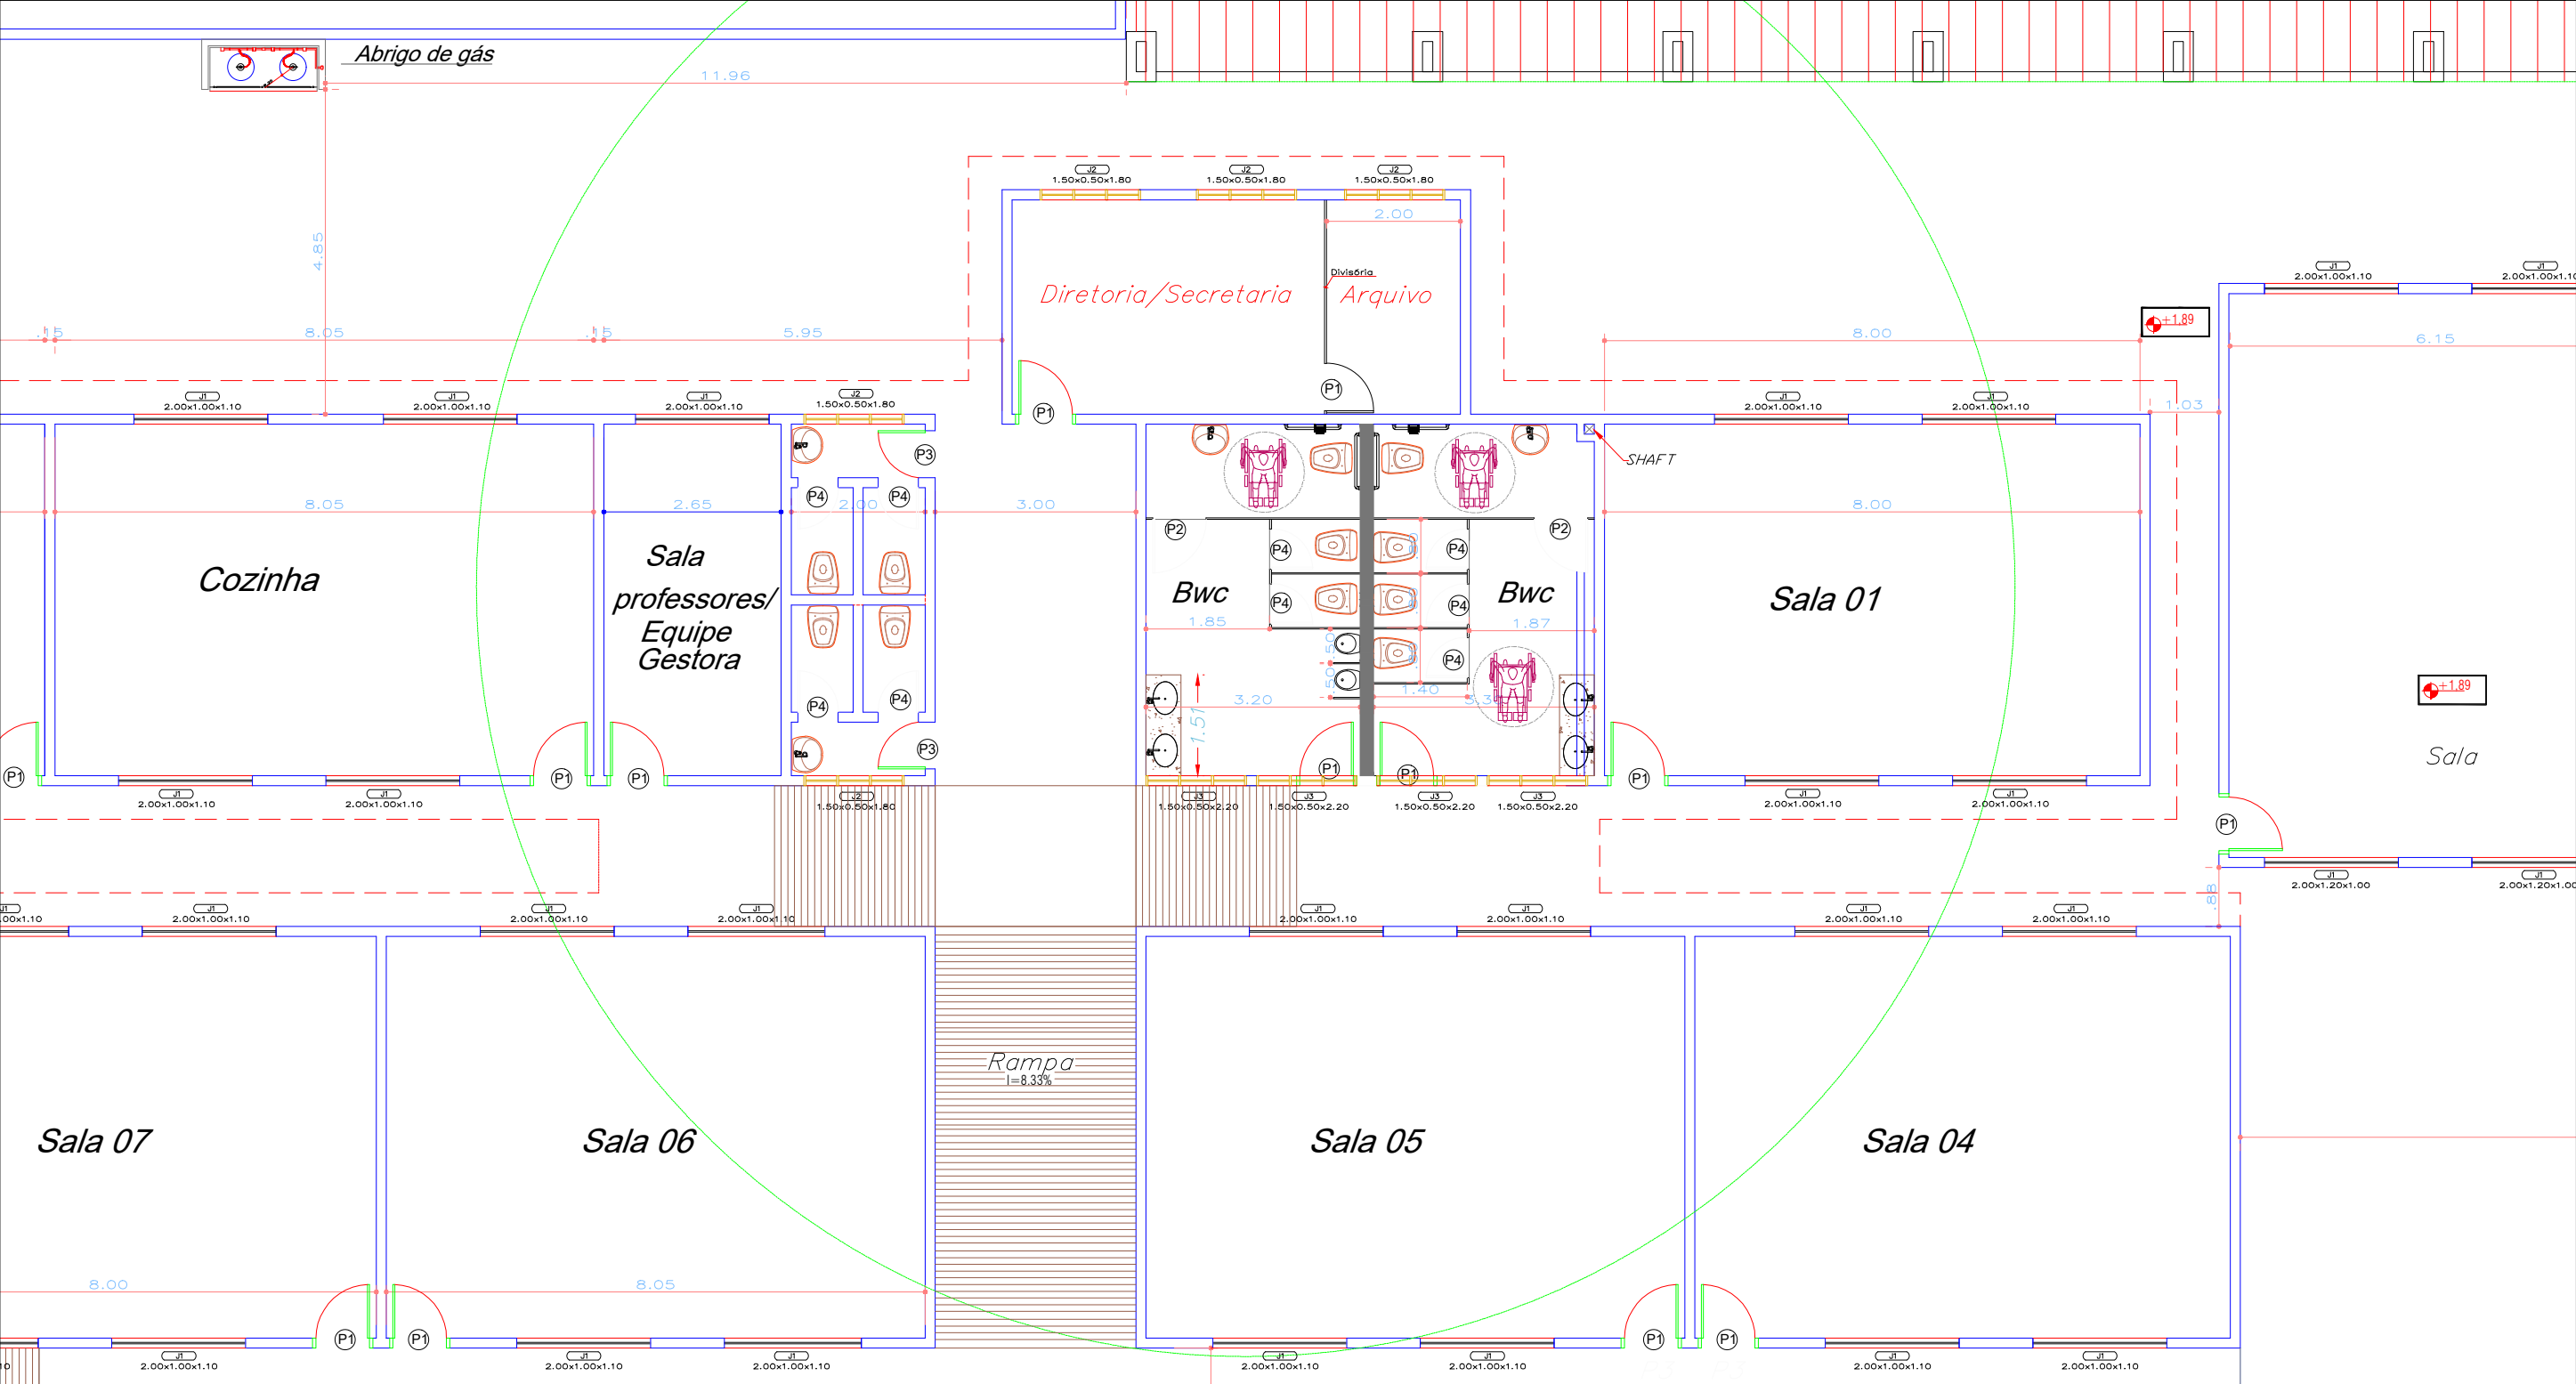 Abrigo de gás
11.96
4.85
J2
1.50x0.50x1.80
J2
1.50x0.50x1.80
J2
1.50x0.50x1.80
2.00
Divisória
Diretoria/Secretaria
Arquivo
J1
2.00x1.00x1.10
J1
+1.89
.15
8.05
.15
5.95
8.00
6.15
P1
P1
J1
2.00x1.00x1.10
J1
2.00x1.00x1.10
J1
2.00x1.00x1.10
J2
1.50x0.50x1.80
J1
2.00x1.00x1.10
J1
2.00x1.00x1.10
1.03
P3
SHAFT
P4
P4
8.05
2.65
2.00
3.00
8.00
P2
P2
P4
P4
Sala
professores/
Equipe
Gestora
Cozinha
Bwc
P4
P4
Bwc
Sala 01
1.85
1.87
.50
.50
P4
1.40
3.20
1.51
P4
P4
+1.89
Sala
P3
P1
P1
P1
P1
P1
P1
J1
2.00x1.00x1.10
J1
2.00x1.00x1.10
J2
1.50x0.50x1.80
J3
1.50x0.50x2.20
J3
1.50x0.50x2.20
J3
1.50x0.50x2.20
J3
1.50x0.50x2.20
J1
2.00x1.00x1.10
J1
2.00x1.00x1.10
P1
J1
2.00x1.20x1.00
J1
.88
J1
J1
2.00x1.00x1.10
J1
2.00x1.00x1.10
J1
2.00x1.00x1.10
J1
2.00x1.00x1.10
J1
2.00x1.00x1.10
J1
2.00x1.00x1.10
J1
2.00x1.00x1.10
Rampa
I=8.33%
Sala 07
Sala 06
Sala 05
Sala 04
8.00
8.05
P1
P1
P1
P1
J1
2.00x1.00x1.10
J1
2.00x1.00x1.10
J1
2.00x1.00x1.10
J1
2.00x1.00x1.10
J1
2.00x1.00x1.10
J1
2.00x1.00x1.10
J1
2.00x1.00x1.10